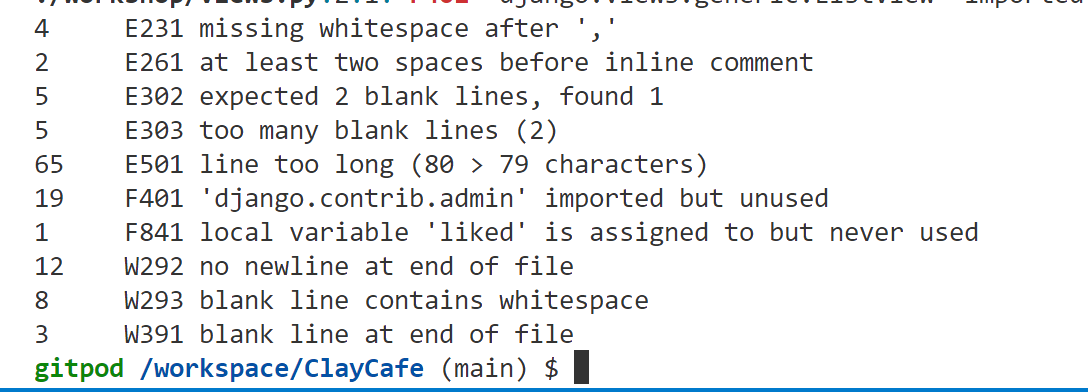 4 E231 missing whitespace after ','
2 E261 at least two spaces before inline comment
5 E302 expected 2 blank lines, found 1
5 E303 too many blank lines (2)
65 E501 line too long (80 > 79 characters)
19 F401 'django.contrib.admin' imported but unused
1 F841 local variable 'liked' is assigned to but never used
12 W292 no newline at end of file
8 W293 blank line contains whitespace
3 W391 blank line at end of file
gitpod /workspace/ClayCafe (main) $